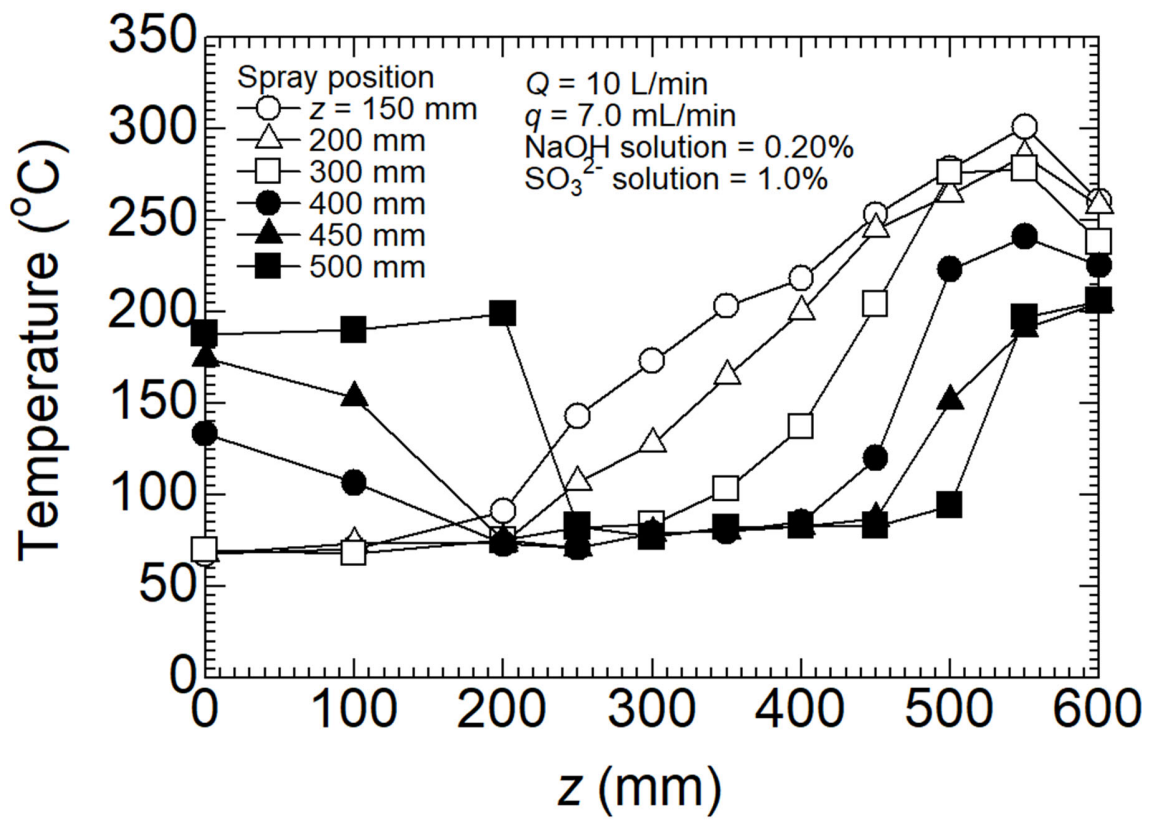 350
300
250
200
150
100
50
0
Temperature (°C)
Spray position
z = 150 mm
200 mm
300 mm
400 mm
450 mm
500 mm
Q = 10 L/min
q = 7.0 mL/min
NaOH solution = 0.20%
SO₃²⁻ solution = 1.0%
0 100 200 300 400 500 600
z (mm)